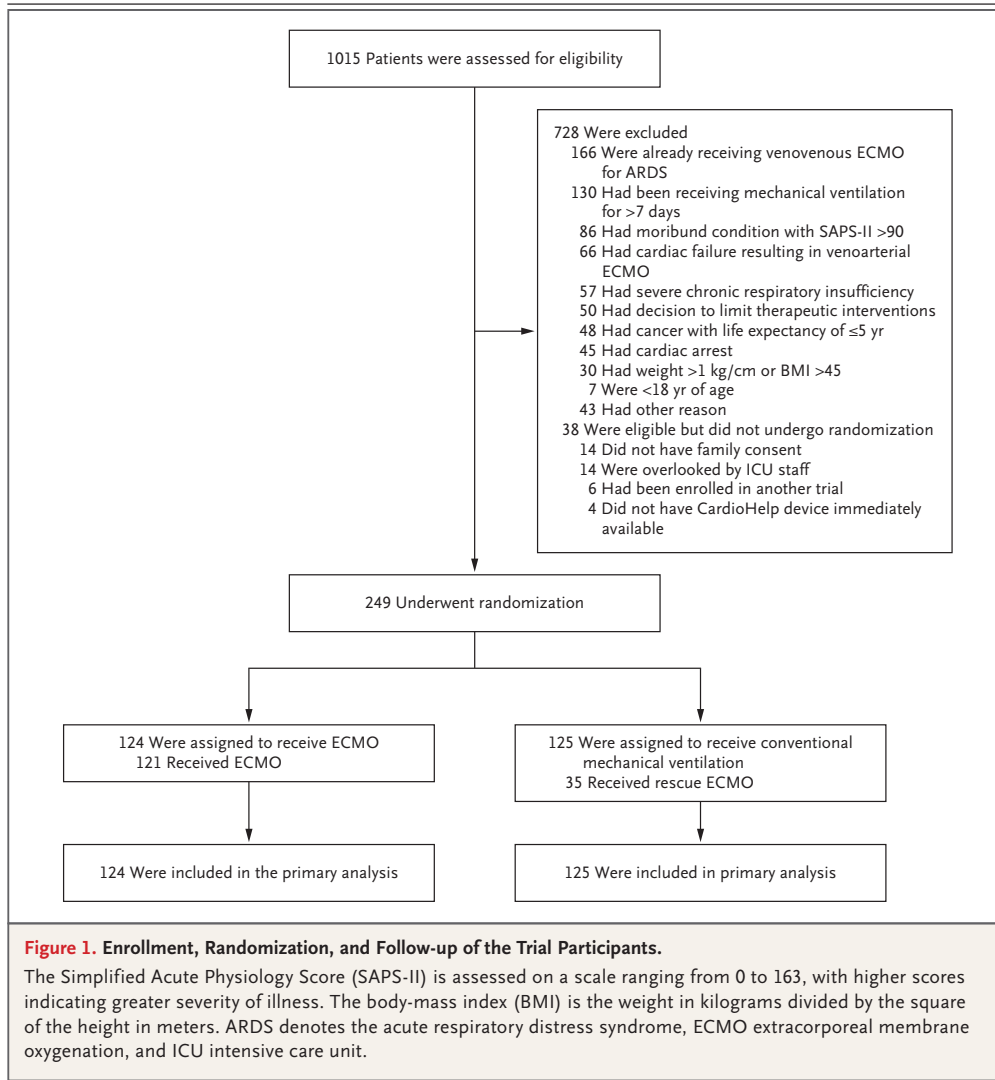 1015 Patients were assessed for eligibility
728 Were excluded
166 Were already receiving venovenous ECMO
for ARDS
130 Had been receiving mechanical ventilation
for >7 days
86 Had moribund condition with SAPS-II >90
66 Had cardiac failure resulting in venoarterial
ECMO
57 Had severe chronic respiratory insufficiency
50 Had decision to limit therapeutic interventions
48 Had cancer with life expectancy of ≤5 yr
45 Had cardiac arrest
30 Had weight >1 kg/cm or BMI >45
7 Were <18 yr of age
43 Had other reason
38 Were eligible but did not undergo randomization
14 Did not have family consent
14 Were overlooked by ICU staff
6 Had been enrolled in another trial
4 Did not have CardioHelp device immediately
available
249 Underwent randomization
124 Were assigned to receive ECMO
121 Received ECMO
125 Were assigned to receive conventional
mechanical ventilation
35 Received rescue ECMO
124 Were included in the primary analysis
125 Were included in primary analysis
Figure 1. Enrollment, Randomization, and Follow-up of the Trial Participants.
The Simplified Acute Physiology Score (SAPS-II) is assessed on a scale ranging from 0 to 163, with higher scores
indicating greater severity of illness. The body-mass index (BMI) is the weight in kilograms divided by the square
of the height in meters. ARDS denotes the acute respiratory distress syndrome, ECMO extracorporeal membrane
oxygenation, and ICU intensive care unit.